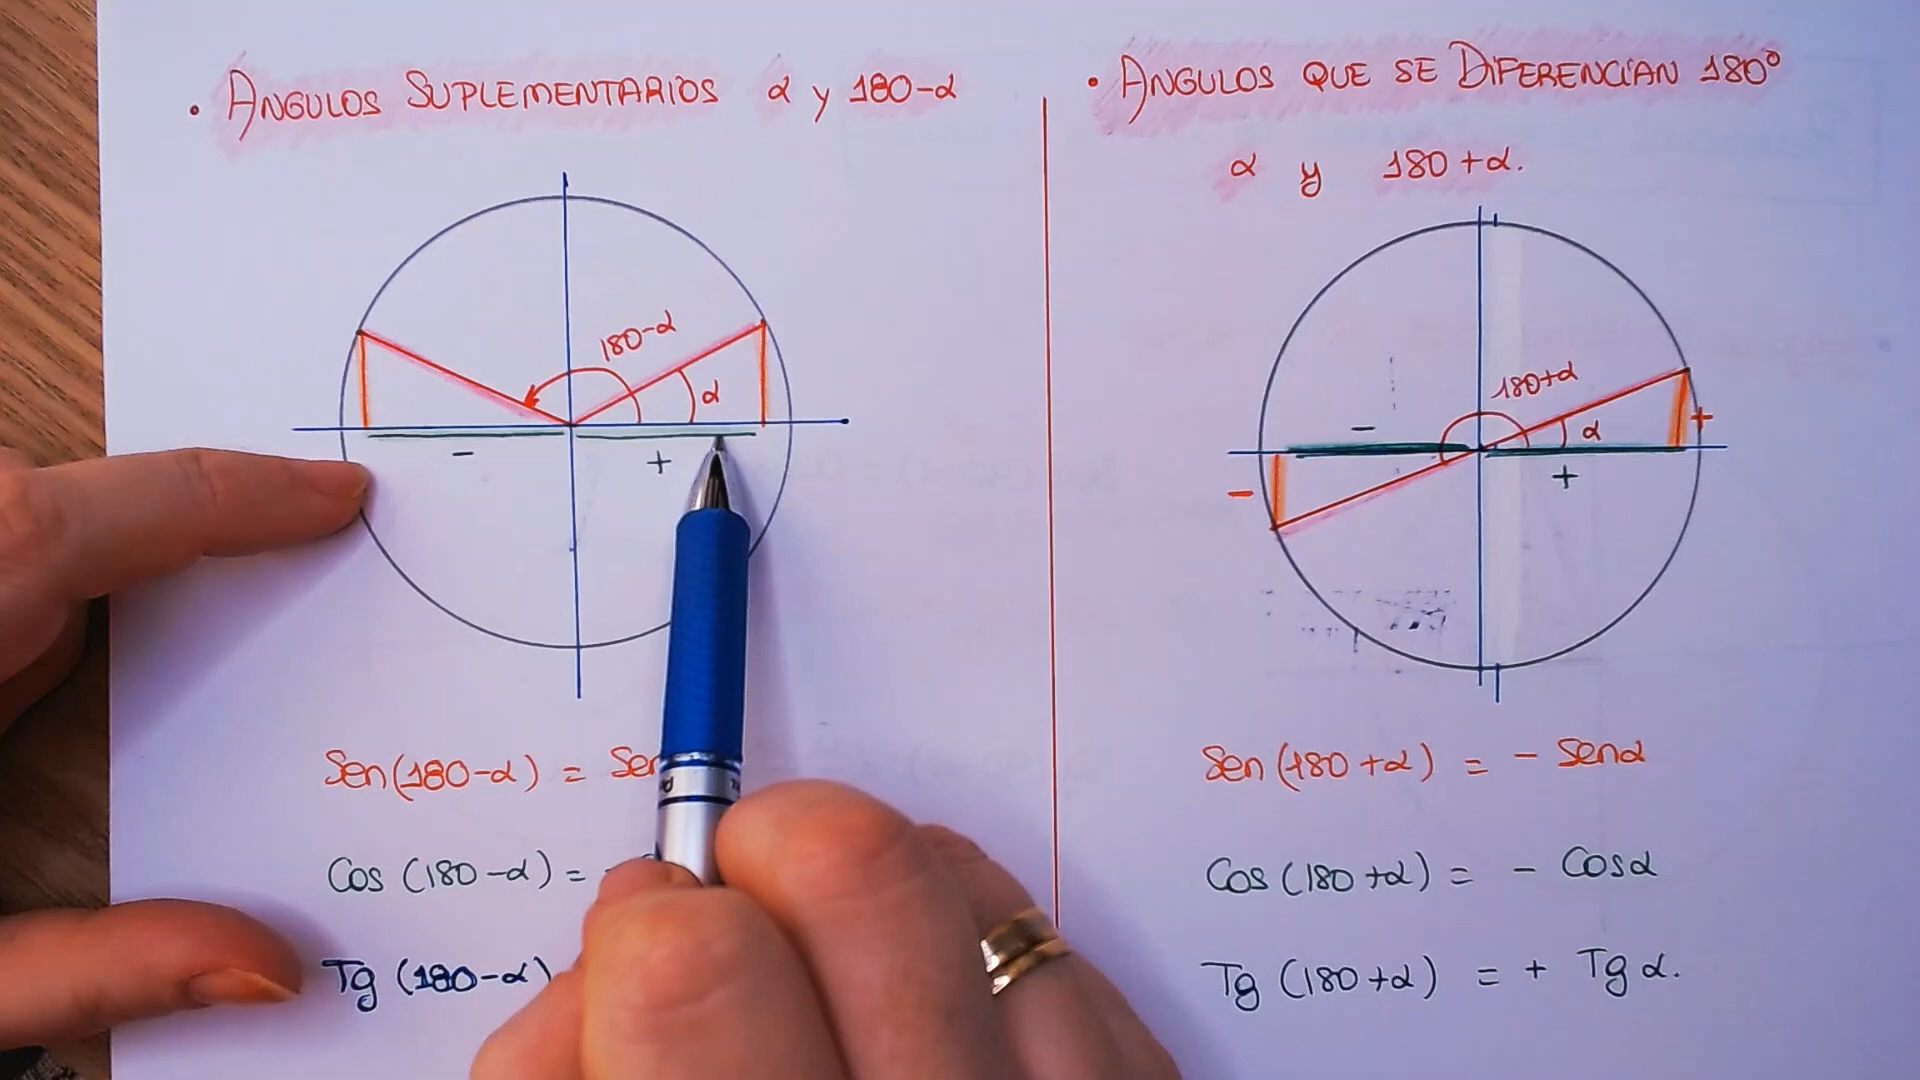 • ANGULOS SUPLEMENTARIOS α y 180-α
180-α
α
-
+
Sen(180-α) = Sen
Cos (180-α) = -
Tg (180-α)
• ANGULOS QUE SE DIFERENCIAN 180º
α y 180+α.
180+α
α
+
-
+
-
Sen (180+α) = - Senα
Cos (180+α) = - Cosα
Tg (180+α) = + Tg α.